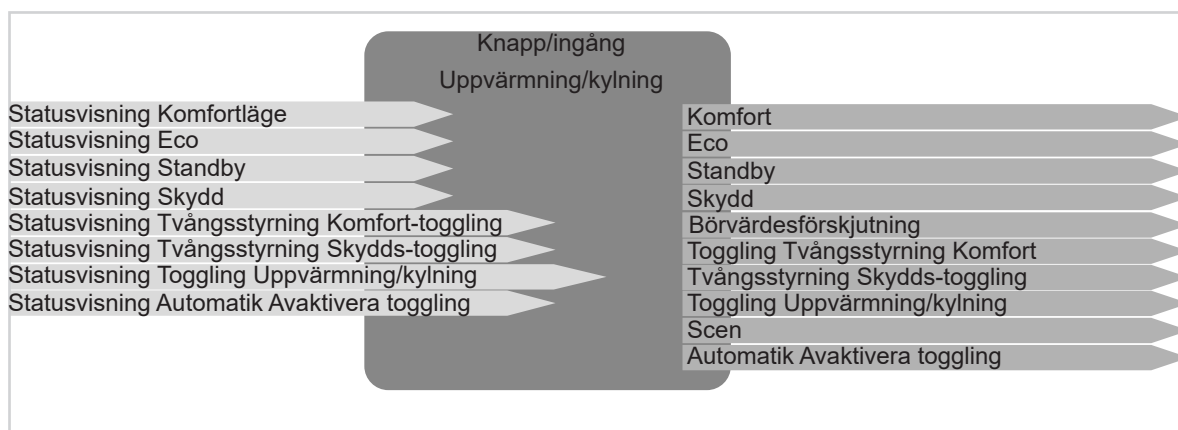 Knapp/ingång
Uppvärmning/kylning
Statusvisning Komfortläge
Statusvisning Eco
Statusvisning Standby
Statusvisning Skydd
Statusvisning Tvångsstyrning Komfort-toggling
Statusvisning Tvångsstyrning Skydds-toggling
Statusvisning Toggling Uppvärmning/kylning
Statusvisning Automatik Avaktivera toggling
Komfort
Eco
Standby
Skydd
Börvärdesförskjutning
Toggling Tvångsstyrning Komfort
Tvångsstyrning Skydds-toggling
Toggling Uppvärmning/kylning
Scen
Automatik Avaktivera toggling